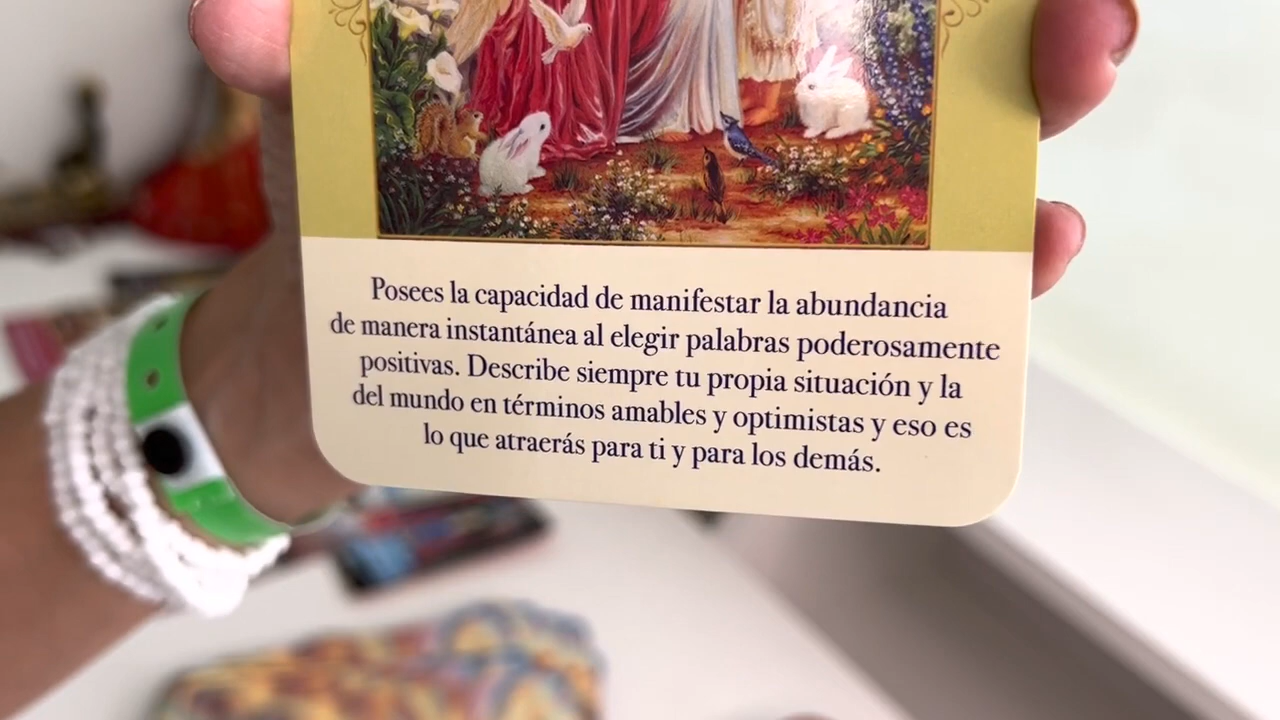 Posees la capacidad de manifestar la abundancia
de manera instantánea al elegir palabras poderosamente
positivas. Describe siempre tu propia situación y la
del mundo en términos amables y optimistas y eso es
lo que atraerás para ti y para los demás.